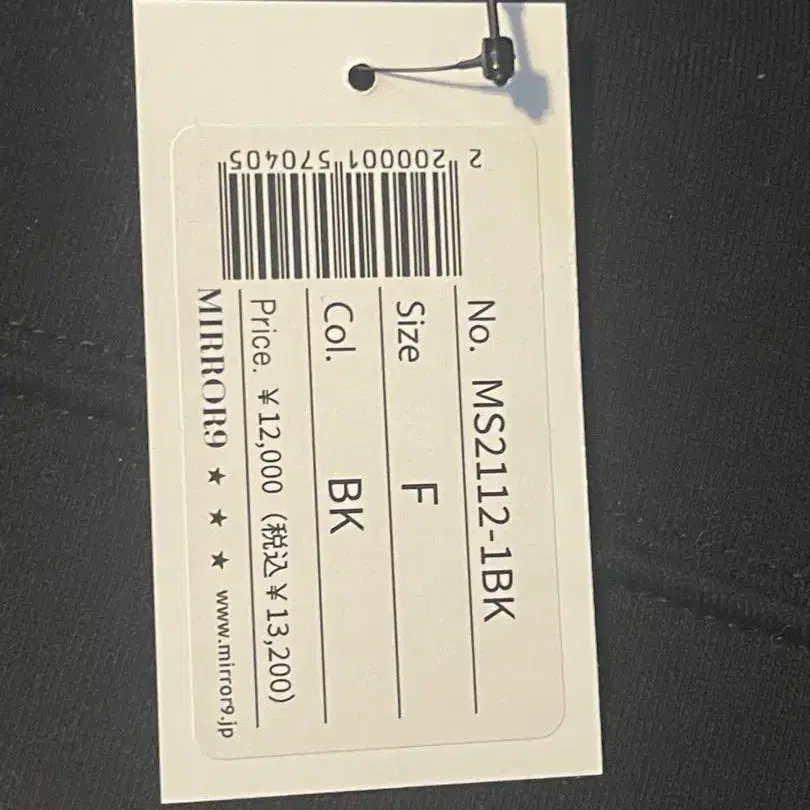 No. MS2112-1BK
Size F
Col. BK
Price. ¥12,000 (税込¥13,200)
MIRROR9 ★ ★ ★ www.mirror9.jp
2 200001 570405